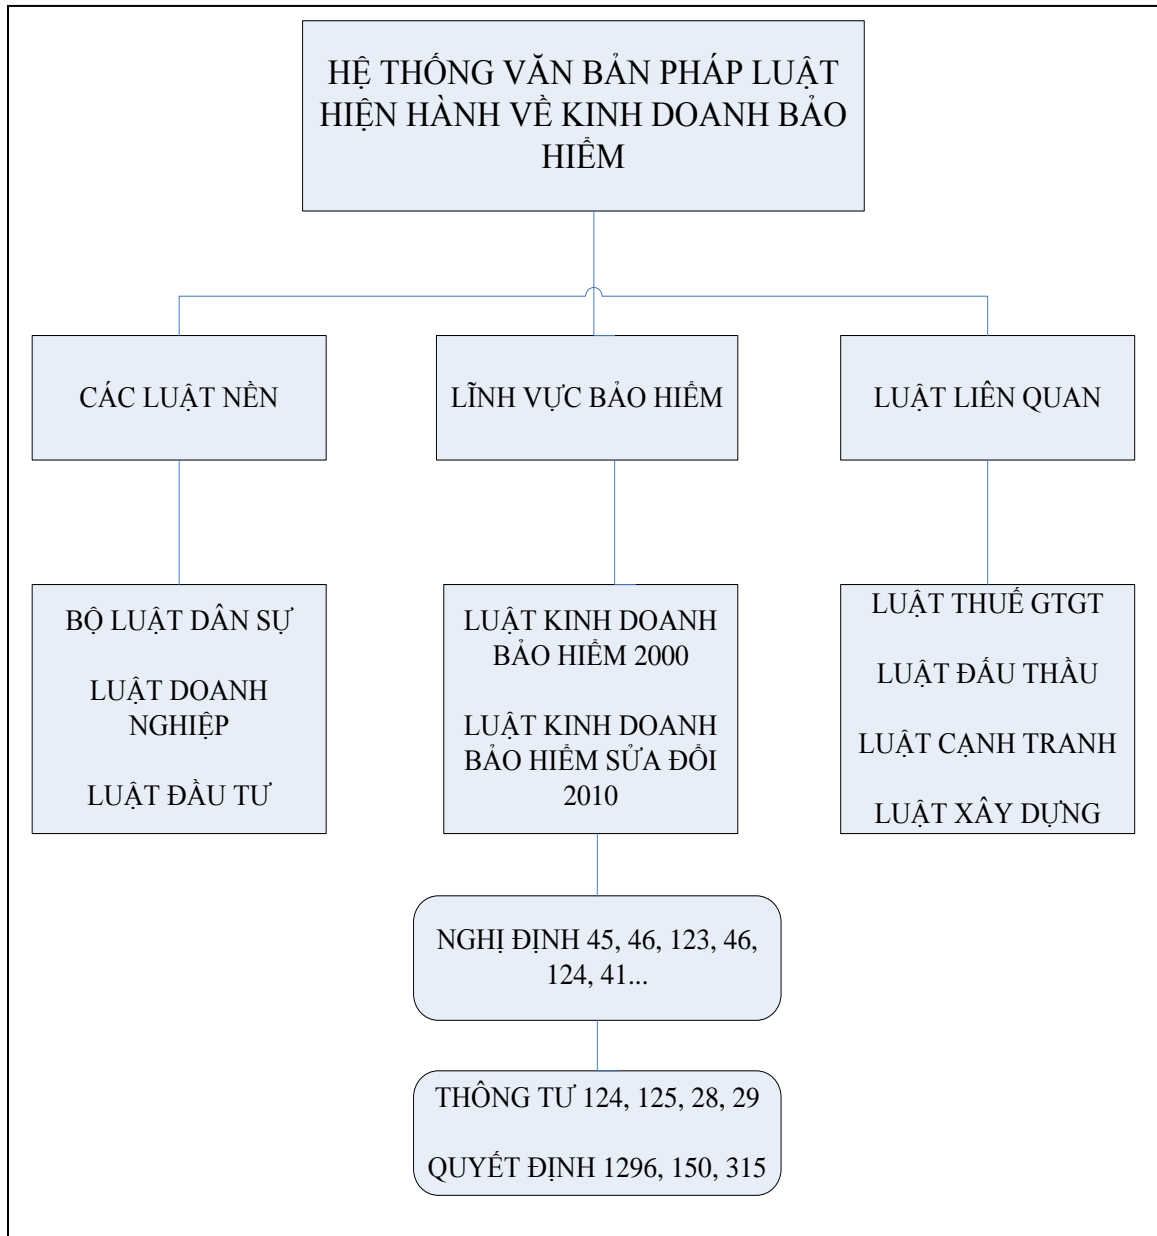 HỆ THỐNG VĂN BẢN PHÁP LUẬT
HIỆN HÀNH VỀ KINH DOANH BẢO
HIỂM
CÁC LUẬT NỀN
LĨNH VỰC BẢO HIỂM
LUẬT LIÊN QUAN
BỘ LUẬT DÂN SỰ
LUẬT DOANH
NGHIỆP
LUẬT ĐẦU TƯ
LUẬT KINH DOANH
BẢO HIỂM 2000
LUẬT KINH DOANH
BẢO HIỂM SỬA ĐỔI
2010
LUẬT THUẾ GTGT
LUẬT ĐẤU THẦU
LUẬT CẠNH TRANH
LUẬT XÂY DỰNG
NGHỊ ĐỊNH 45, 46, 123, 46,
124, 41...
THÔNG TƯ 124, 125, 28, 29
QUYẾT ĐỊNH 1296, 150, 315